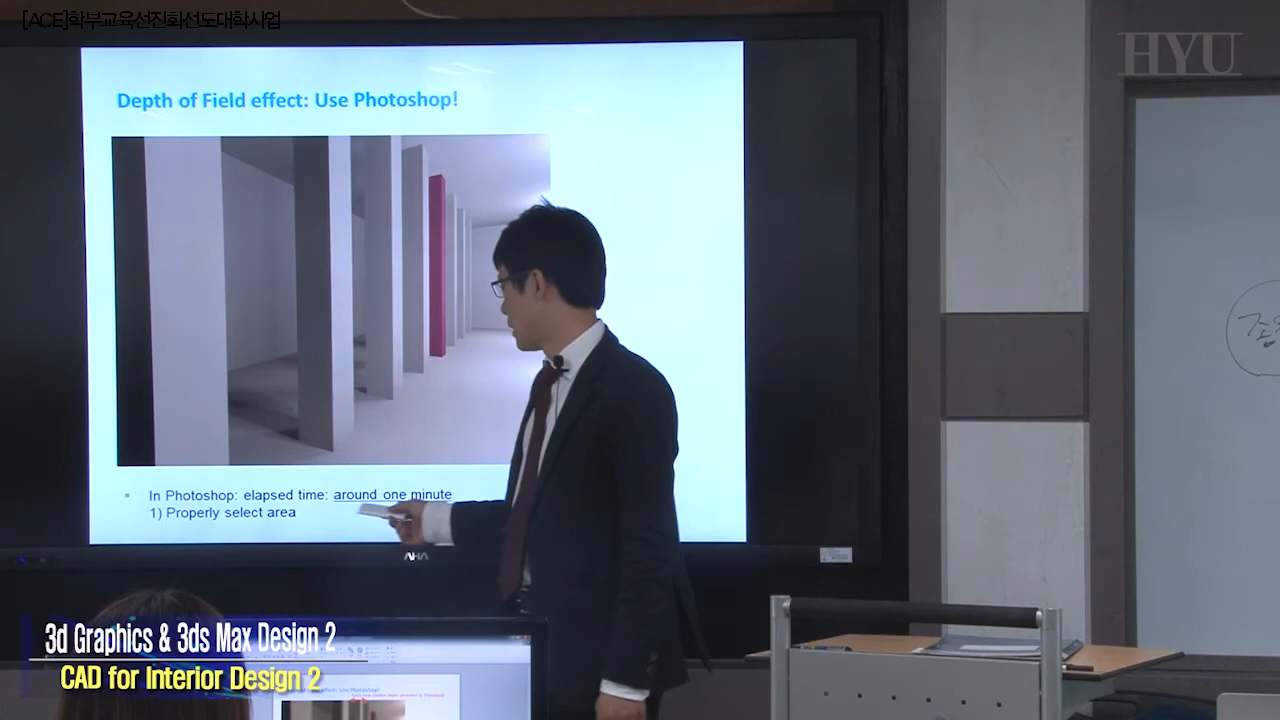 [ACE]학부교육선진화선도대학사업
HYU
Depth of Field effect: Use Photoshop!
▪ In Photoshop: elapsed time: around one minute
1) Properly select area
AHA
3d Graphics & 3ds Max Design 2
CAD for Interior Design 2